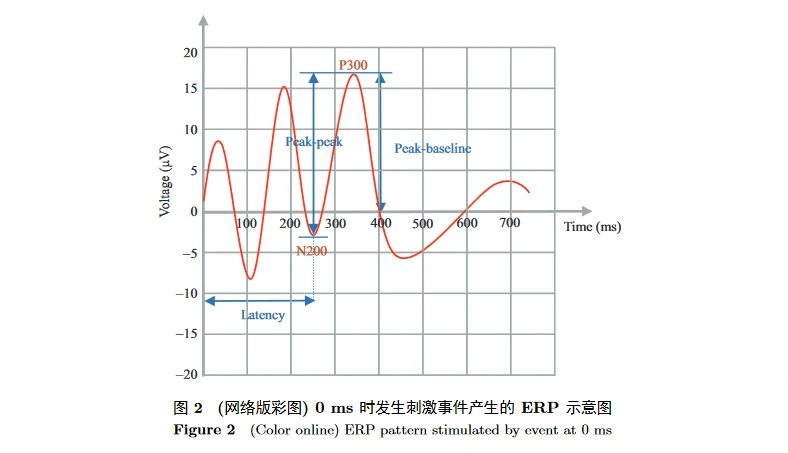 20
P300
15
10
Peak-peak
Peak-baseline
5
Voltage (μV)
0
100 200 300 400 500 600 700
Time (ms)
−5
N200
−10
Latency
−15
−20
图 2 (网络版彩图) 0 ms 时发生刺激事件产生的 ERP 示意图
Figure 2 (Color online) ERP pattern stimulated by event at 0 ms